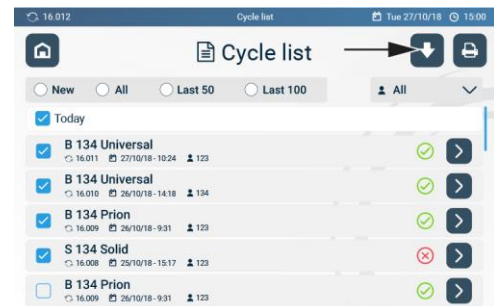 16.012 Cycle list Tue 27/10/18 15:00
Cycle list
New All Last 50 Last 100 All
Today
B 134 Universal
16.011 27/10/18-10:24 123
B 134 Universal
16.010 26/10/18-14:18 134
B 134 Prion
16.009 26/10/18-9:31 123
S 134 Solid
16.008 25/10/18-15:17 123
B 134 Prion
16.009 26/10/18-9:31 123